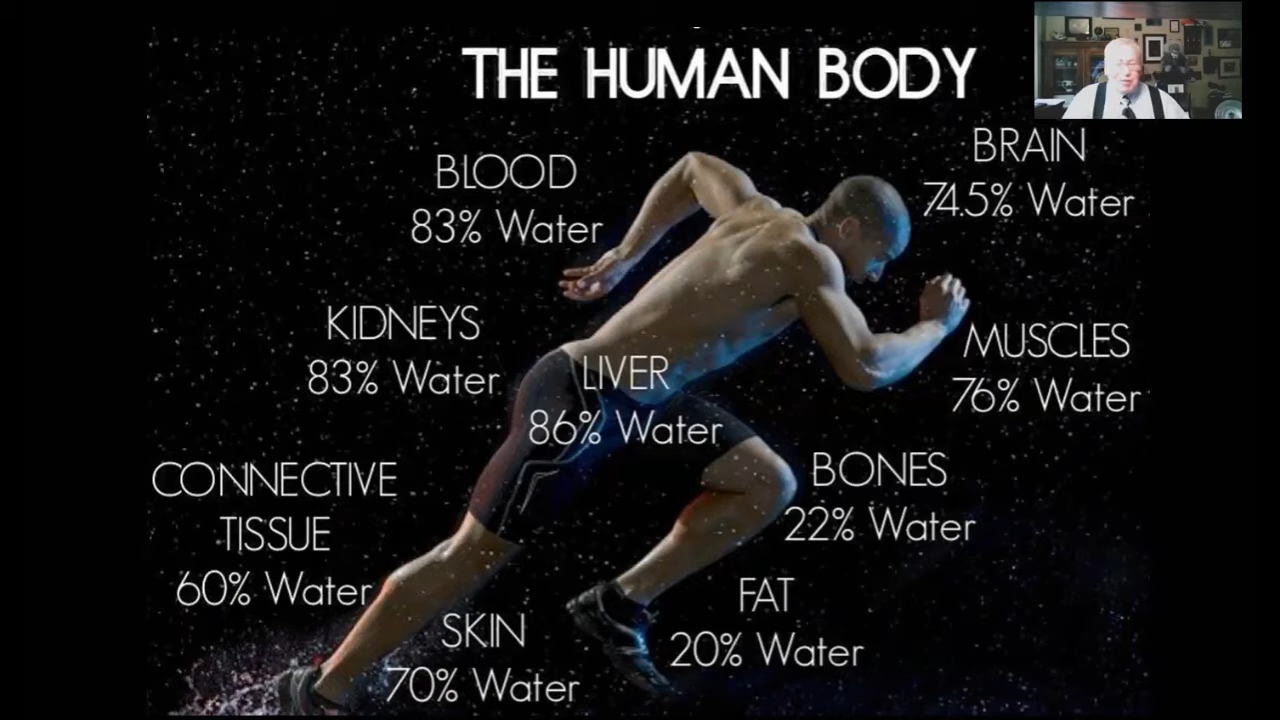 THE HUMAN BODY
BLOOD
83% Water
BRAIN
74.5% Water
KIDNEYS
83% Water
LIVER
86% Water
MUSCLES
76% Water
CONNECTIVE
TISSUE
60% Water
BONES
22% Water
SKIN
70% Water
FAT
20% Water